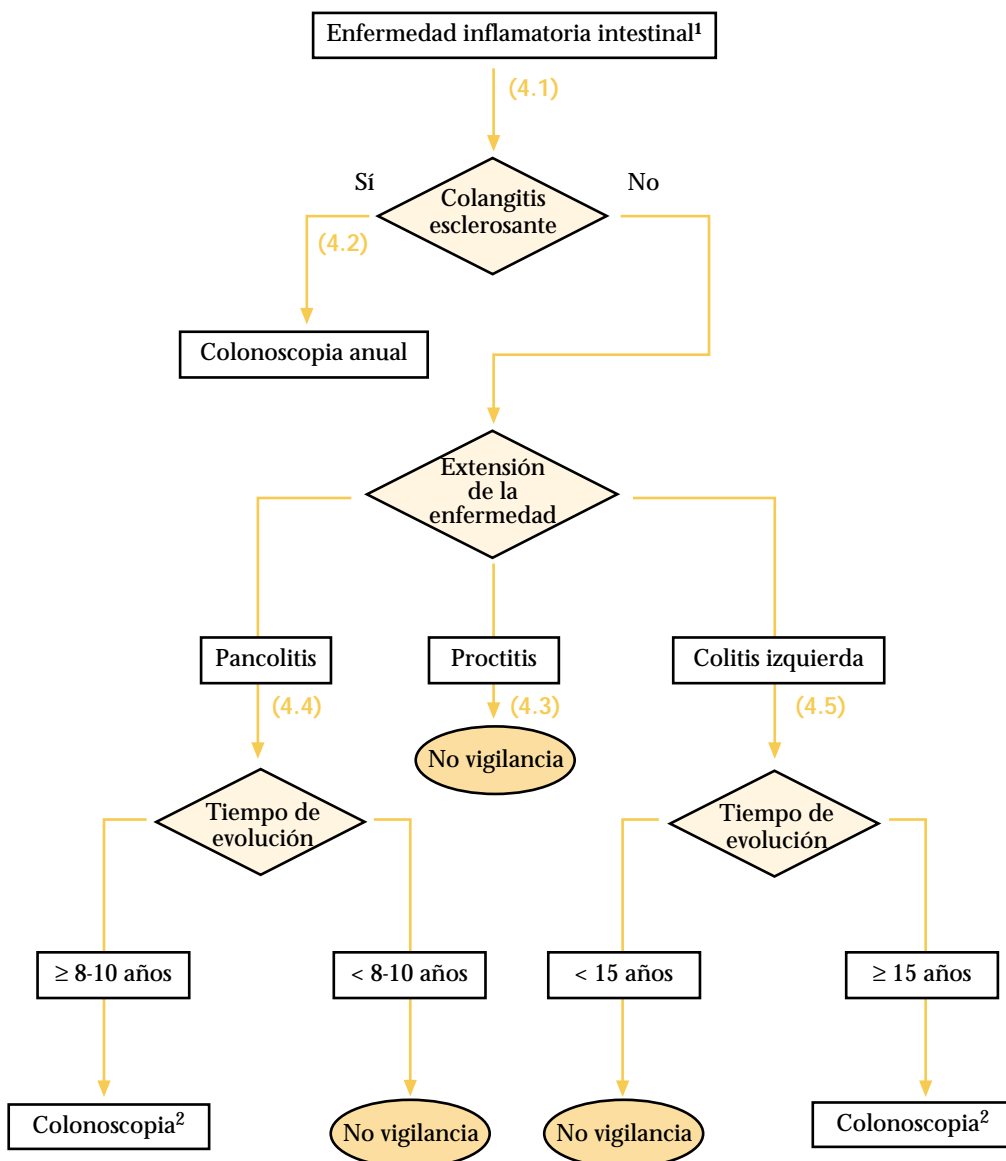 Enfermedad inflamatoria intestinal¹
(4.1)
Sí
No
Colangitis
esclerosante
(4.2)
Colonoscopia anual
Extensión
de la
enfermedad
Pancolitis
Proctitis
Colitis izquierda
(4.4)
(4.3)
(4.5)
No vigilancia
Tiempo de
evolución
Tiempo de
evolución
≥ 8-10 años
< 8-10 años
< 15 años
≥ 15 años
Colonoscopia²
No vigilancia
No vigilancia
Colonoscopia²